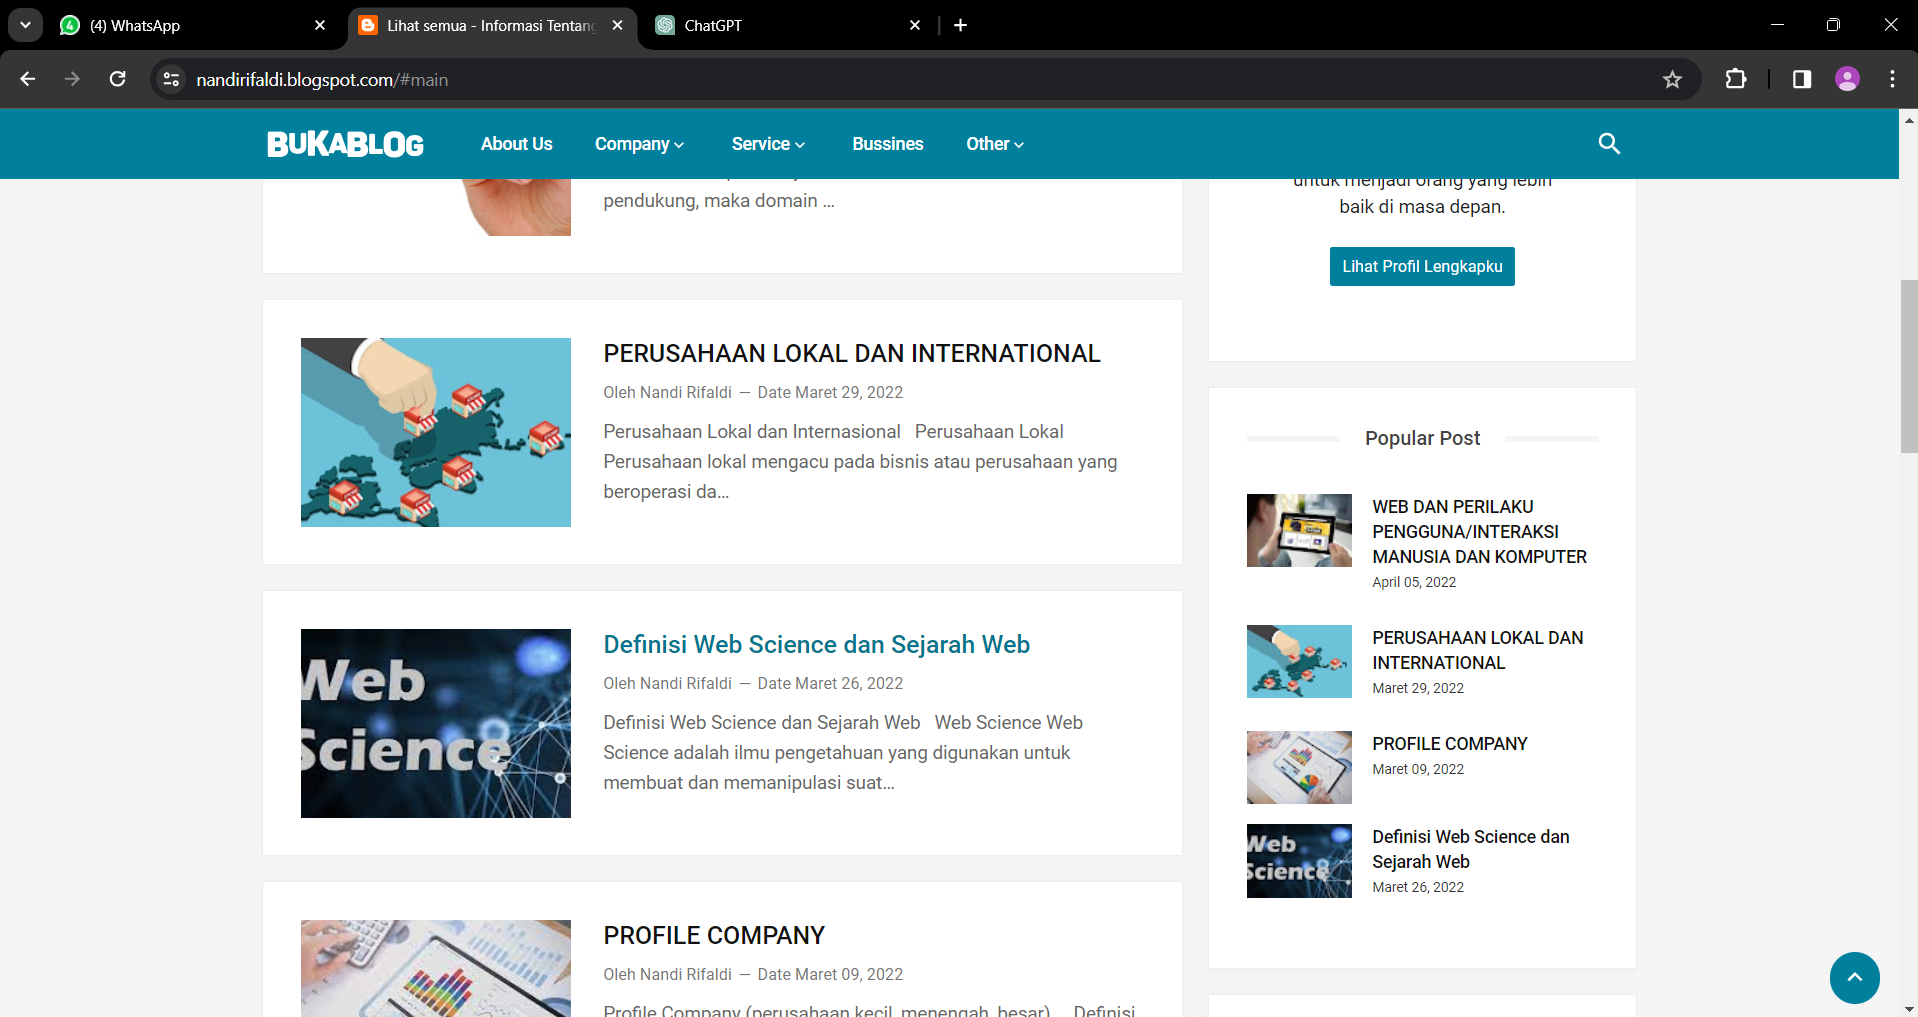 (4) WhatsApp
Lihat semua - Informasi Tentang
ChatGPT
nandirifaldi.blogspot.com/#main
BUKABLOG
About Us
Company
Service
Bussines
Other
pendukung, maka domain ...
untuk menjadi orang yang lebih
baik di masa depan.
Lihat Profil Lengkapku
PERUSAHAAN LOKAL DAN INTERNATIONAL
Oleh Nandi Rifaldi — Date Maret 29, 2022
Perusahaan Lokal dan Internasional Perusahaan Lokal
Perusahaan lokal mengacu pada bisnis atau perusahaan yang
beroperasi da...
Web
Science
Definisi Web Science dan Sejarah Web
Oleh Nandi Rifaldi — Date Maret 26, 2022
Definisi Web Science dan Sejarah Web Web Science Web
Science adalah ilmu pengetahuan yang digunakan untuk
membuat dan memanipulasi suat...
PROFILE COMPANY
Oleh Nandi Rifaldi — Date Maret 09, 2022
Profile Company (perusahaan kecil, menengah, besar) Definisi
Popular Post
WEB DAN PERILAKU
PENGGUNA/INTERAKSI
MANUSIA DAN KOMPUTER
April 05, 2022
PERUSAHAAN LOKAL DAN
INTERNATIONAL
Maret 29, 2022
PROFILE COMPANY
Maret 09, 2022
Web
Science
Definisi Web Science dan
Sejarah Web
Maret 26, 2022